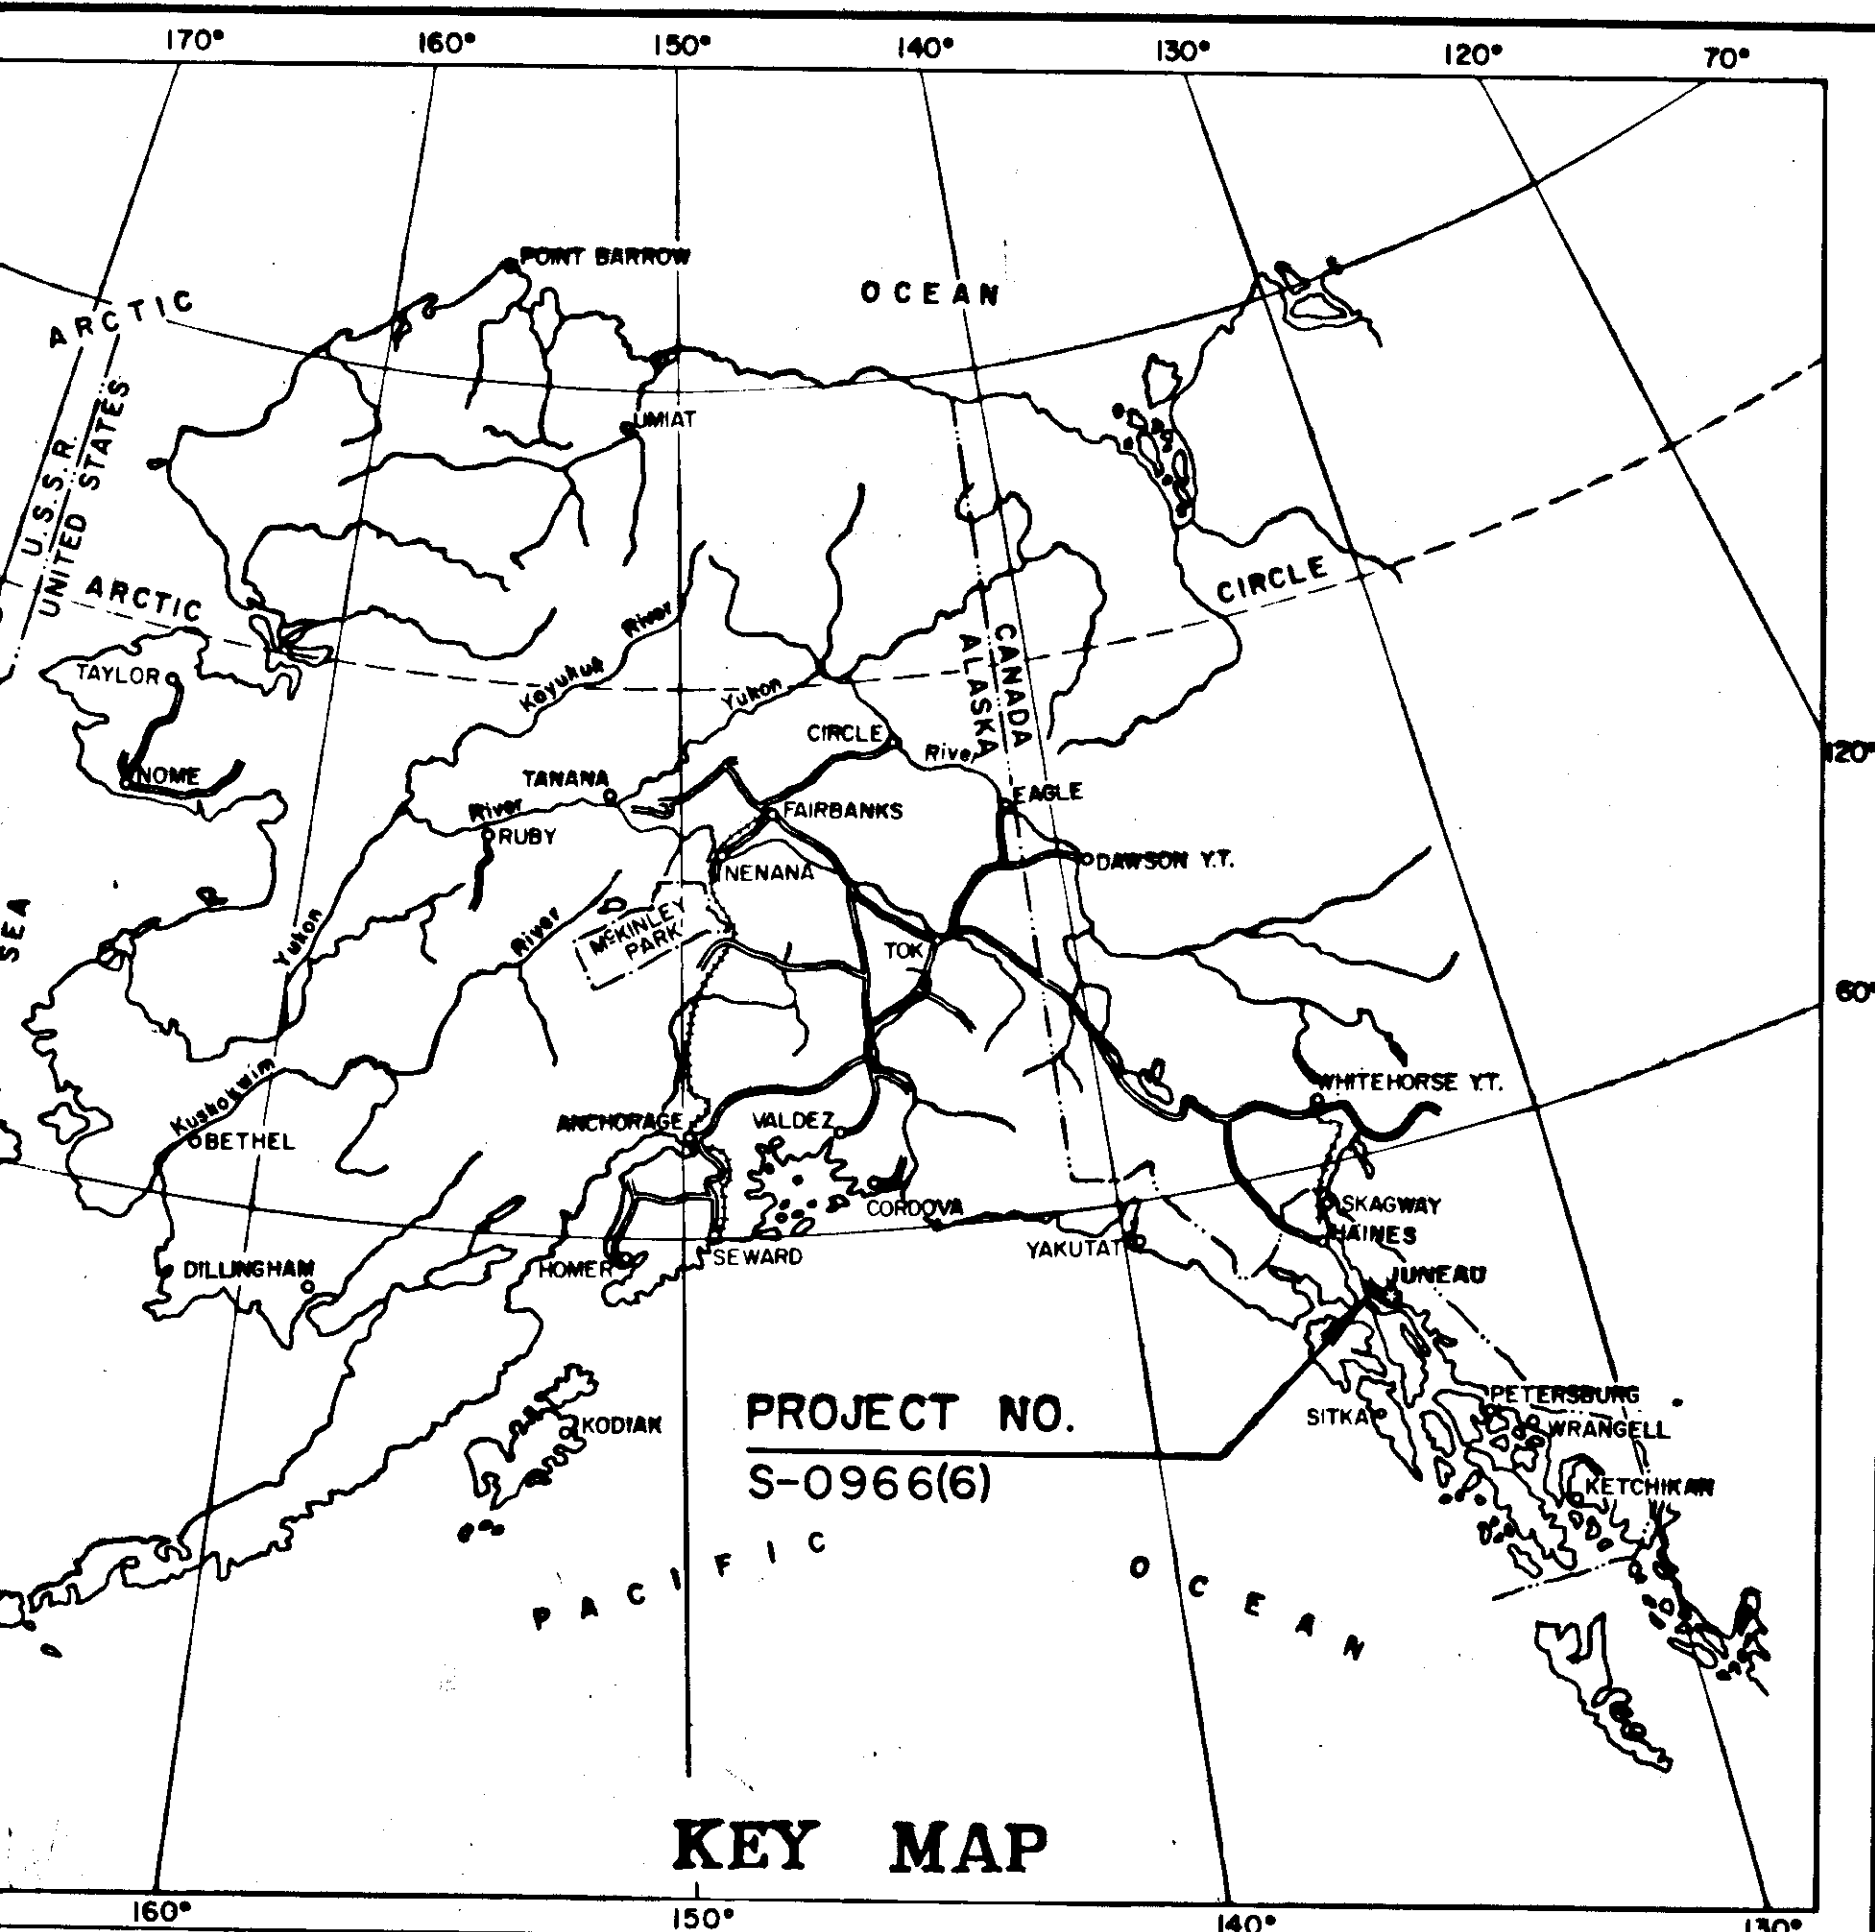 170° 160° 150° 140° 130° 120° 70°
POINT BARROW
ARCTIC OCEAN
U.S.S.R.
UNITED STATES
UMIAT
ARCTIC CIRCLE
CANADA
ALASKA
TAYLOR
Koyukuk River
Yukon River
CIRCLE
NOME
TANANA
River
RUBY
FAIRBANKS
EAGLE
120°
NENANA
DAWSON Y.T.
SEA
Yukon
River
McKINLEY
PARK
TOK
60°
Kuskokwim
WHITEHORSE Y.T.
ANCHORAGE
VALDEZ
BETHEL
CORDOVA
SKAGWAY
HAINES
YAKUTAT
DILLINGHAM
HOMER
SEWARD
JUNEAU
PROJECT NO.
S-0966(6)
KODIAK
SITKA
PETERSBURG
WRANGELL
KETCHIKAN
PACIFIC OCEAN
KEY MAP
160° 150° 140° 130°